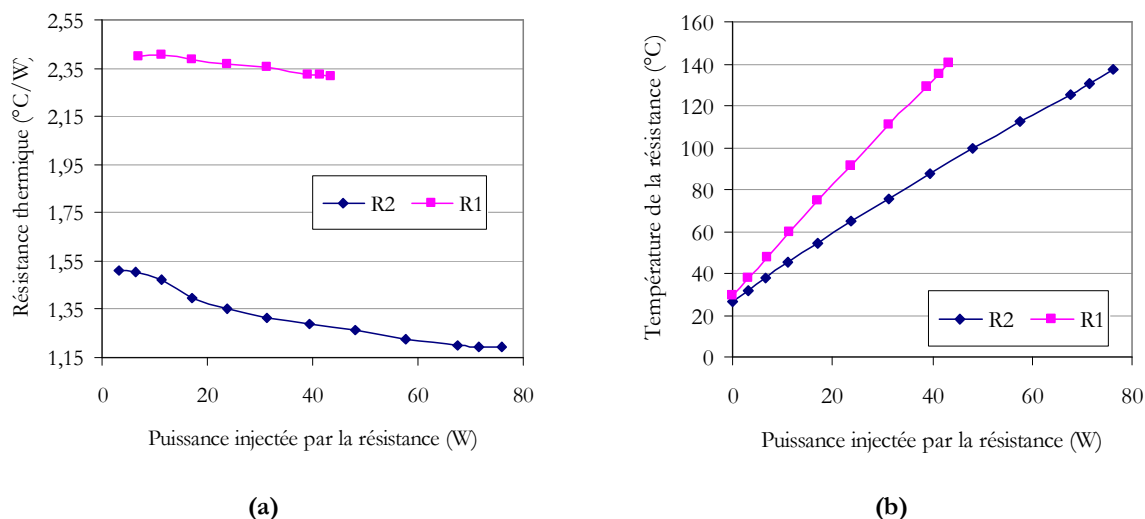 2,55
2,35
2,15
1,95
1,75
1,55
1,35
1,15
Résistance thermique (°C/W)
R2 R1
0 20 40 60 80
Puissance injectée par la résistance (W)
(a)
160
140
120
100
80
60
40
20
0
Température de la résistance (°C)
R2 R1
0 20 40 60 80
Puissance injectée par la résistance (W)
(b)